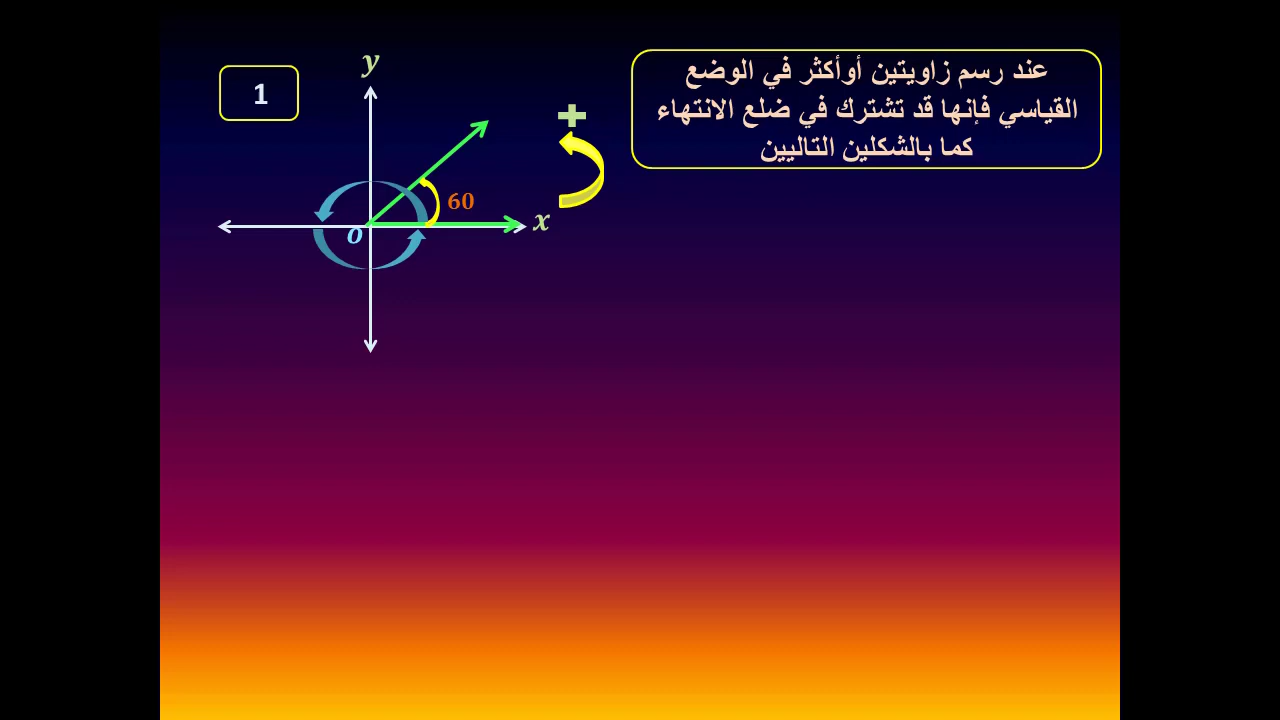 عند رسم زاويتين أوأكثر في الوضع
القياسي فإنها قد تشترك في ضلع الانتهاء
كما بالشكلين التاليين
1
y
+
60
x
o